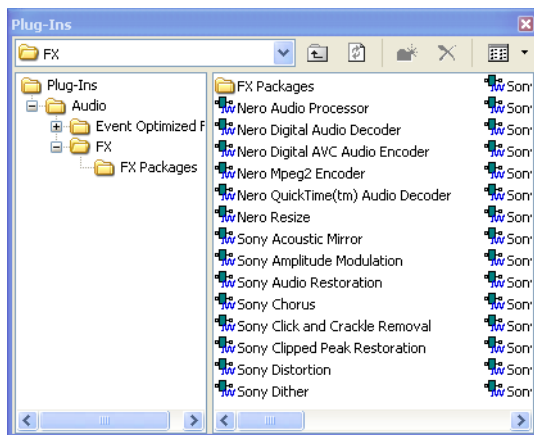 Plug-Ins
FX
Plug-Ins
Audio
Event Optimized F
FX
FX Packages
FX Packages
Nero Audio Processor
Nero Digital Audio Decoder
Nero Digital AVC Audio Encoder
Nero Mpeg2 Encoder
Nero QuickTime(tm) Audio Decoder
Nero Resize
Sony Acoustic Mirror
Sony Amplitude Modulation
Sony Audio Restoration
Sony Chorus
Sony Click and Crackle Removal
Sony Clipped Peak Restoration
Sony Distortion
Sony Dither